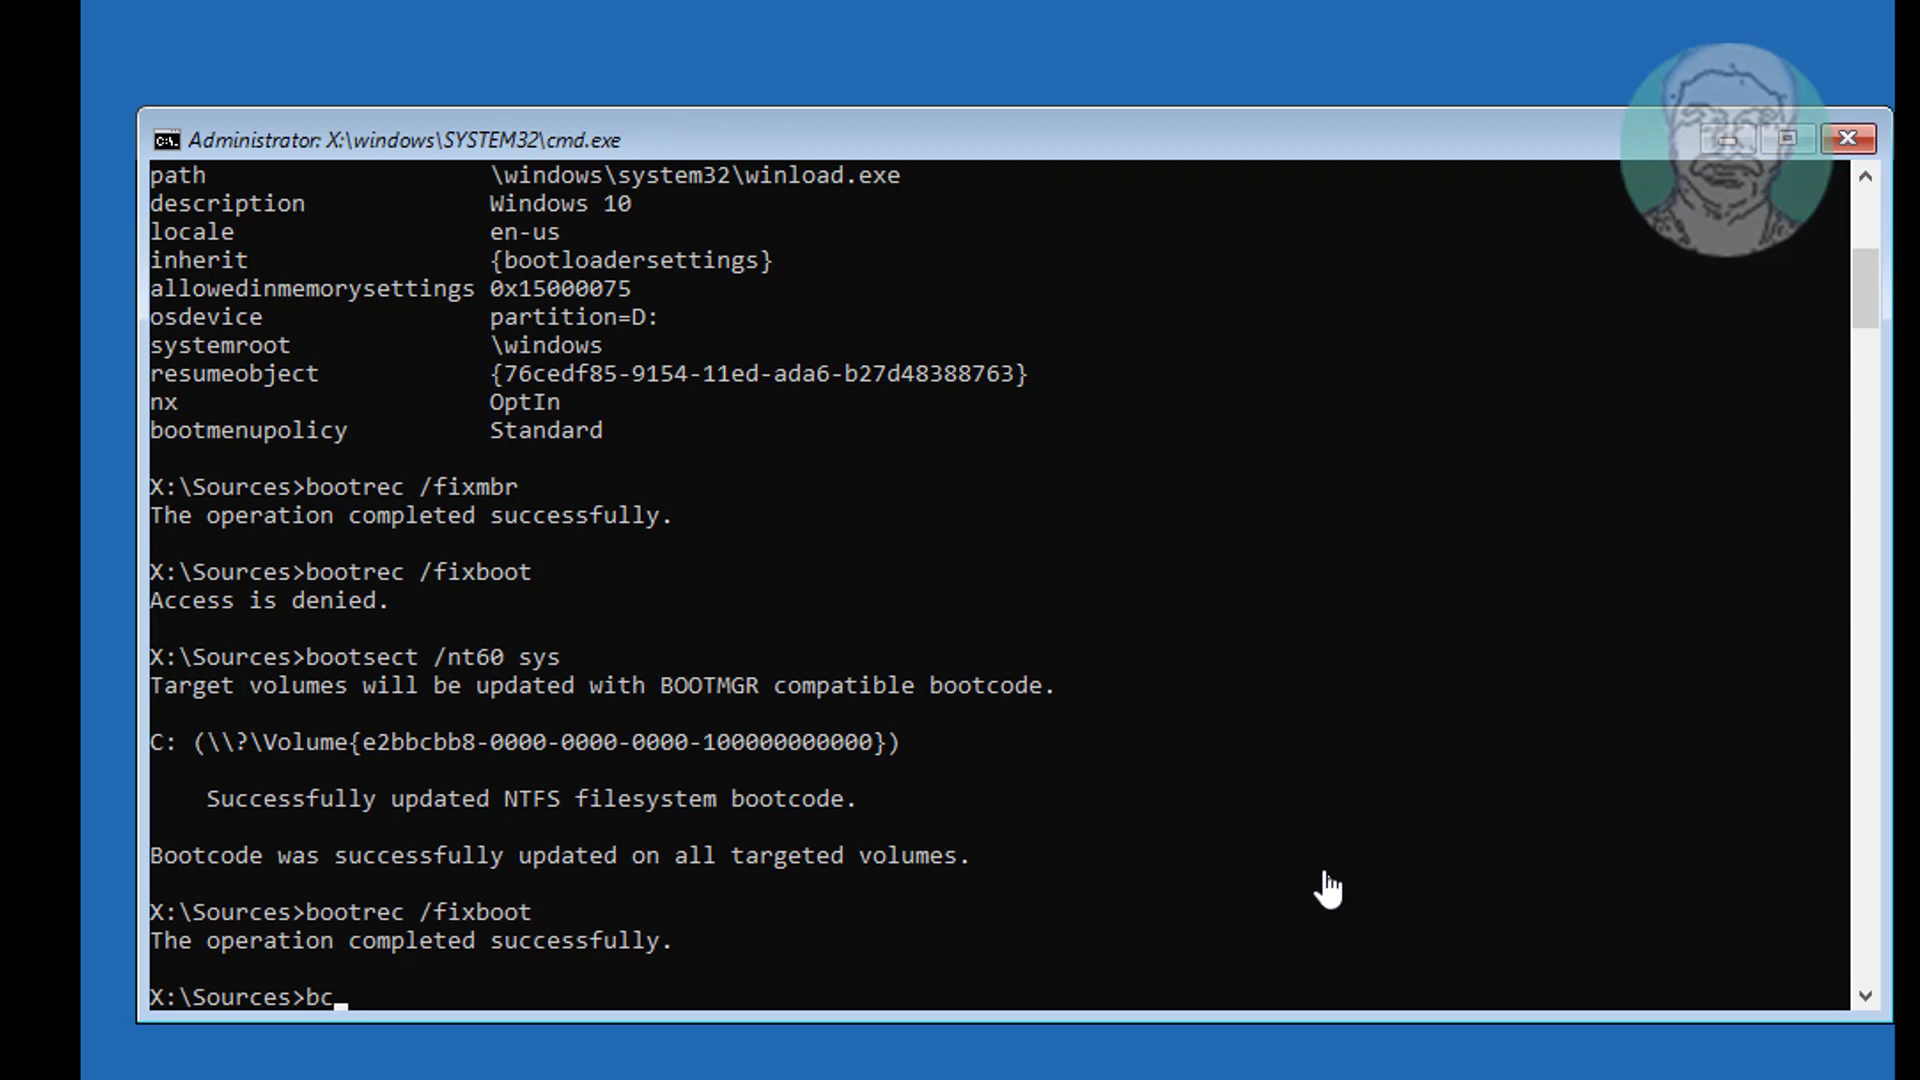 Administrator: X:\windows\SYSTEM32\cmd.exe
path \windows\system32\winload.exe
description Windows 10
locale en-us
inherit {bootloadersettings}
allowedinmemorysettings 0x15000075
osdevice partition=D:
systemroot \windows
resumeobject {76cedf85-9154-11ed-ada6-b27d48388763}
nx OptIn
bootmenupolicy Standard
X:\Sources>bootrec /fixmbr
The operation completed successfully.
X:\Sources>bootrec /fixboot
Access is denied.
X:\Sources>bootsect /nt60 sys
Target volumes will be updated with BOOTMGR compatible bootcode.
C: (\\?\Volume{e2bbcbb8-0000-0000-0000-100000000000})
Successfully updated NTFS filesystem bootcode.
Bootcode was successfully updated on all targeted volumes.
X:\Sources>bootrec /fixboot
The operation completed successfully.
X:\Sources>bc_